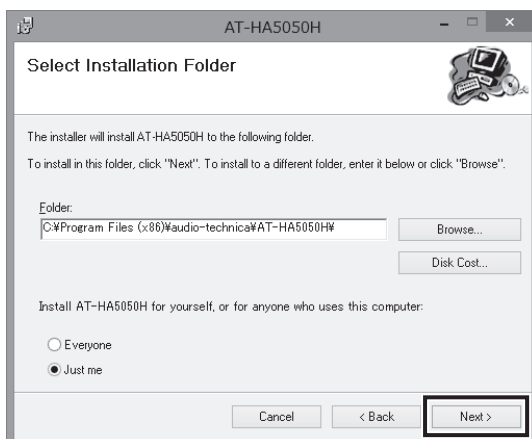 AT-HA5050H
Select Installation Folder
The installer will install AT-HA5050H to the following folder.
To install in this folder, click "Next". To install to a different folder, enter it below or click "Browse".
Folder:
C:¥Program Files (x86)¥audio-technica¥AT-HA5050H¥
Browse...
Disk Cost...
Install AT-HA5050H for yourself, or for anyone who uses this computer:
Everyone
Just me
Cancel
< Back
Next >